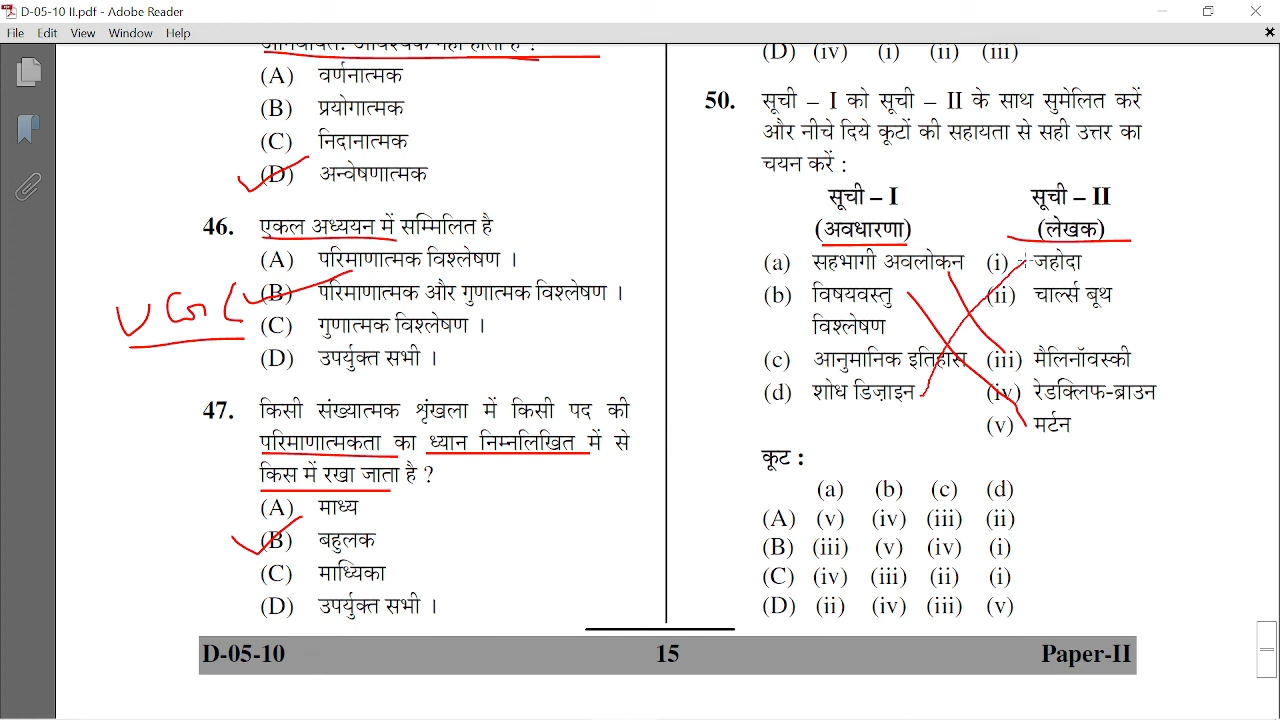 D-05-10 II.pdf - Adobe Reader
File Edit View Window Help
(A) वर्णनात्मक
(B) प्रयोगात्मक
(C) निदानात्मक
(D) अन्वेषणात्मक
46. एकल अध्ययन में सम्मिलित है
(A) परिमाणात्मक विश्लेषण ।
(B) परिमाणात्मक और गुणात्मक विश्लेषण ।
(C) गुणात्मक विश्लेषण ।
(D) उपर्युक्त सभी ।
47. किसी संख्यात्मक शृंखला में किसी पद की
परिमाणात्मकता का ध्यान निम्नलिखित में से
किस में रखा जाता है ?
(A) माध्य
(B) बहुलक
(C) माध्यिका
(D) उपर्युक्त सभी ।
(D) (iv) (i) (ii) (iii)
50. सूची – I को सूची – II के साथ सुमेलित करें
और नीचे दिये कूटों की सहायता से सही उत्तर का
चयन करें :
सूची – I सूची – II
(अवधारणा) (लेखक)
(a) सहभागी अवलोकन (i) जहोदा
(b) विषयवस्तु (ii) चार्ल्स बूथ
विश्लेषण
(c) आनुमानिक इतिहास (iii) मैलिनॉवस्की
(d) शोध डिज़ाइन (iv) रेडक्लिफ-ब्राउन
(v) मर्टन
कूट :
(a) (b) (c) (d)
(A) (v) (iv) (iii) (ii)
(B) (iii) (v) (iv) (i)
(C) (iv) (iii) (ii) (i)
(D) (ii) (iv) (iii) (v)
D-05-10 15 Paper-II